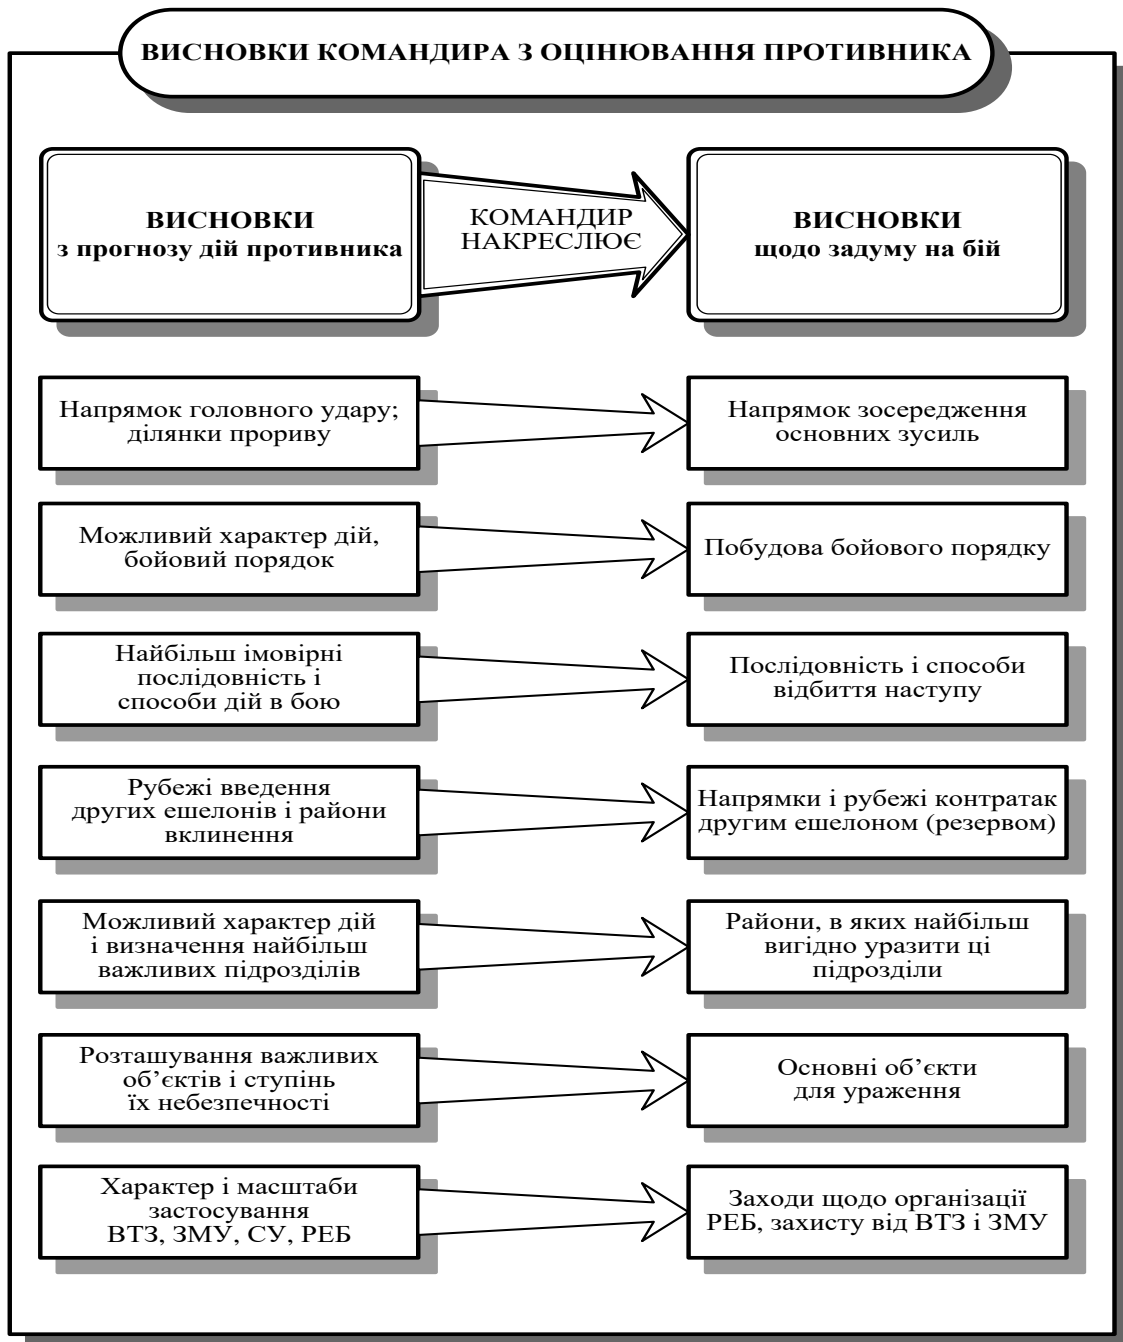 ВИСНОВКИ КОМАНДИРА З ОЦІНЮВАННЯ ПРОТИВНИКА
ВИСНОВКИ
з прогнозу дій противника
КОМАНДИР
НАКРЕСЛЮЄ
ВИСНОВКИ
щодо задуму на бій
Напрямок головного удару;
ділянки прориву
Напрямок зосередження
основних зусиль
Можливий характер дій,
бойовий порядок
Побудова бойового порядку
Найбільш імовірні
послідовність і
способи дій в бою
Послідовність і способи
відбиття наступу
Рубежі введення
других ешелонів і райони
вклинення
Напрямки і рубежі контратак
другим ешелоном (резервом)
Можливий характер дій
і визначення найбільш
важливих підрозділів
Райони, в яких найбільш
вигідно уразити ці
підрозділи
Розташування важливих
об’єктів і ступінь
їх небезпечності
Основні об’єкти
для ураження
Характер і масштаби
застосування
ВТЗ, ЗМУ, СУ, РЕБ
Заходи щодо організації
РЕБ, захисту від ВТЗ і ЗМУ